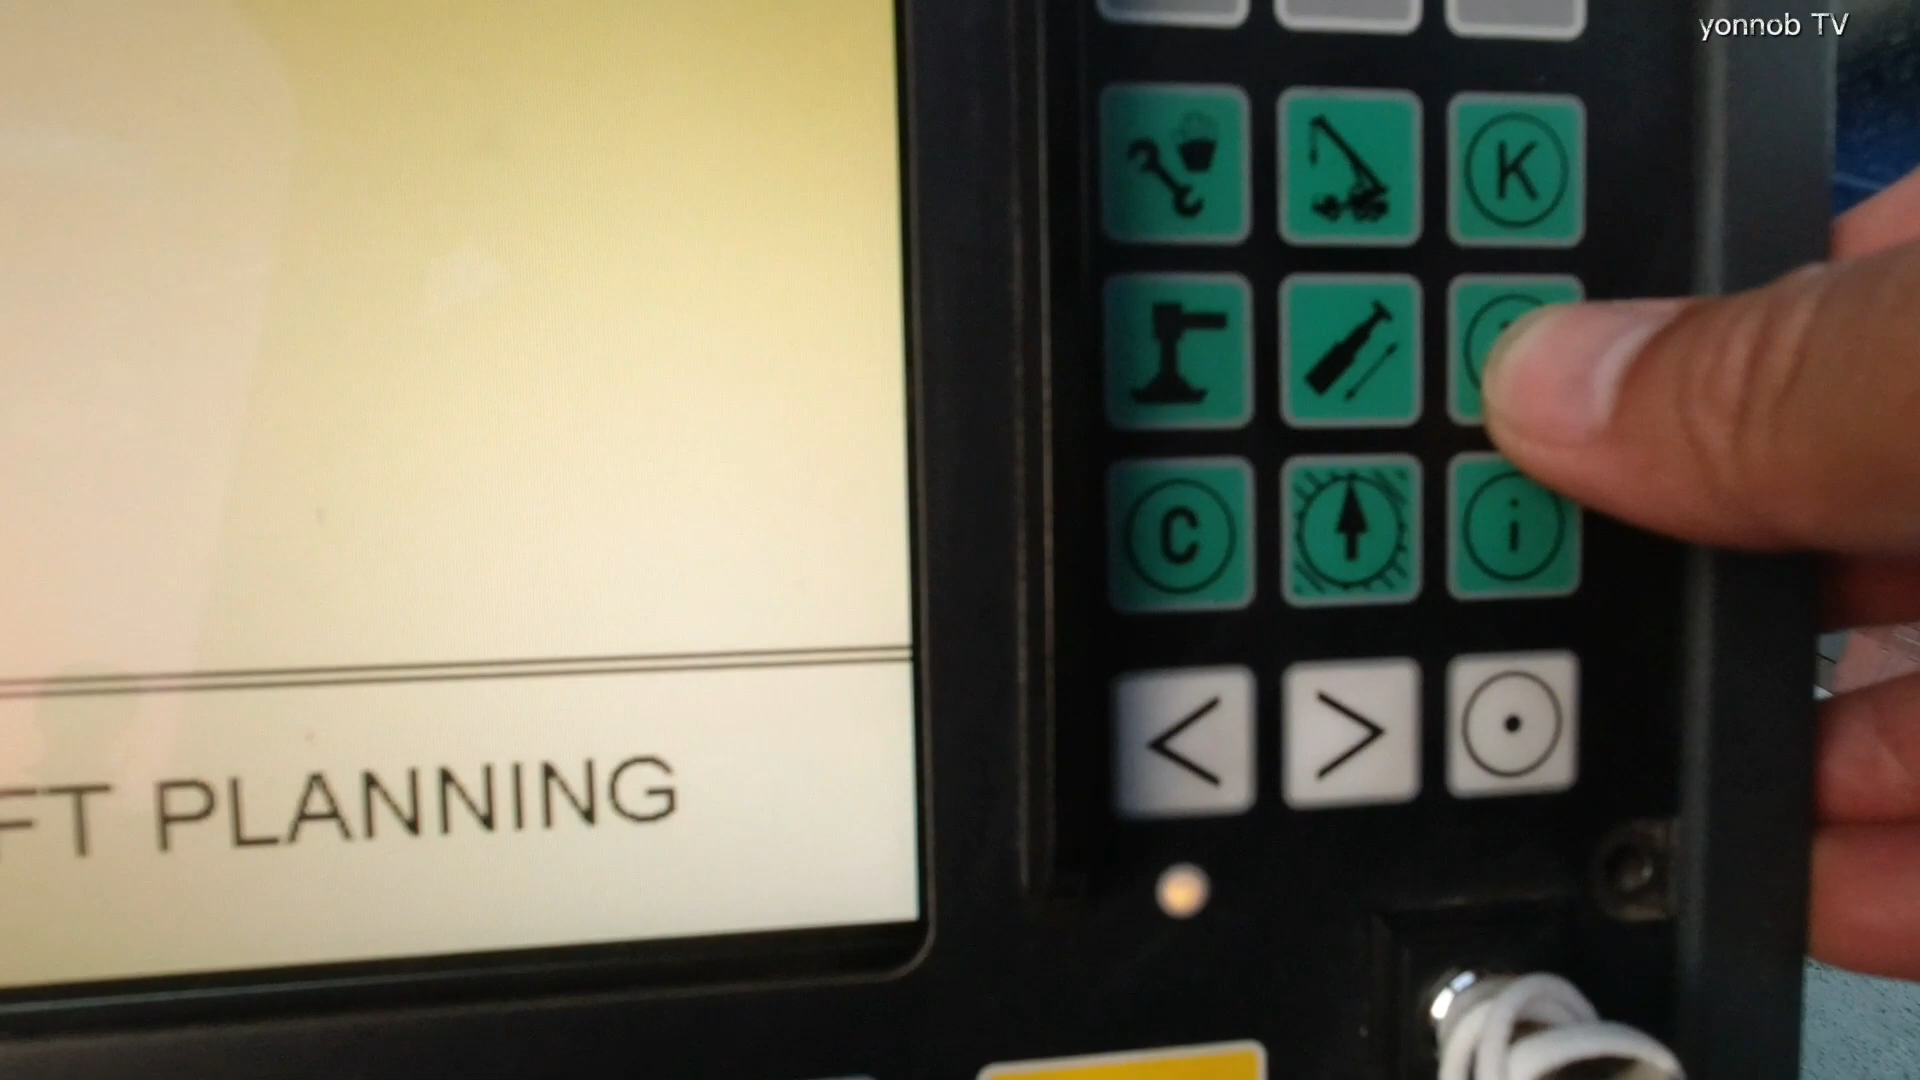 yonnob TV
K
C
i
< >
FT PLANNING